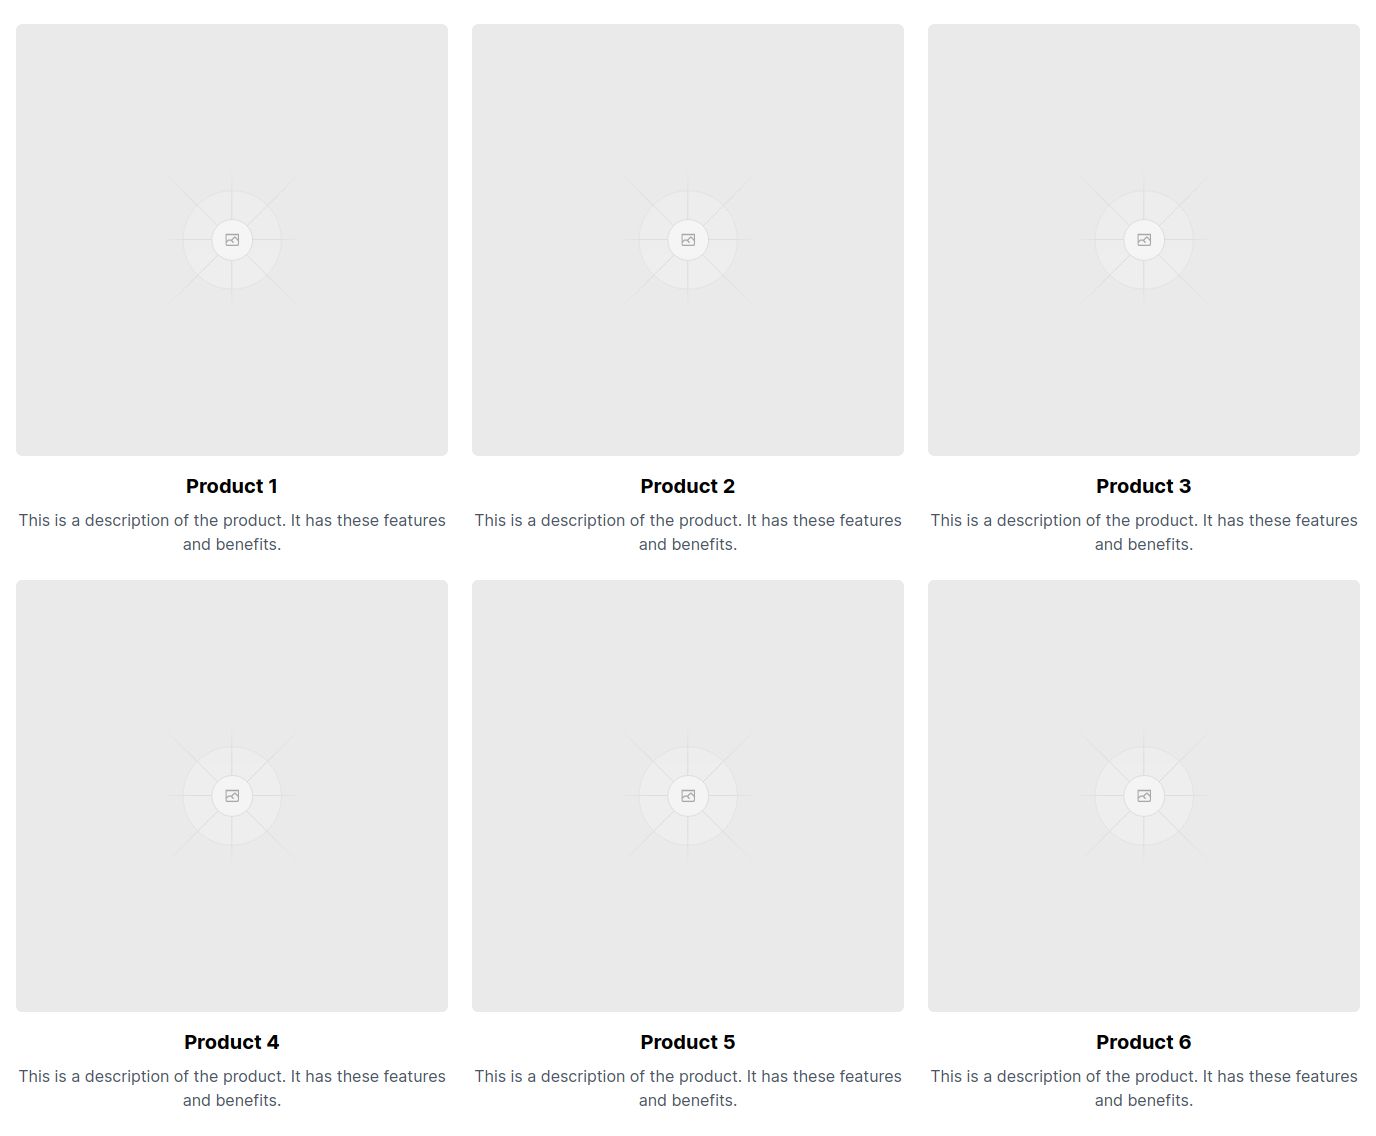 Product 1
This is a description of the product. It has these features
and benefits.
Product 2
This is a description of the product. It has these features
and benefits.
Product 3
This is a description of the product. It has these features
and benefits.
Product 4
This is a description of the product. It has these features
and benefits.
Product 5
This is a description of the product. It has these features
and benefits.
Product 6
This is a description of the product. It has these features
and benefits.